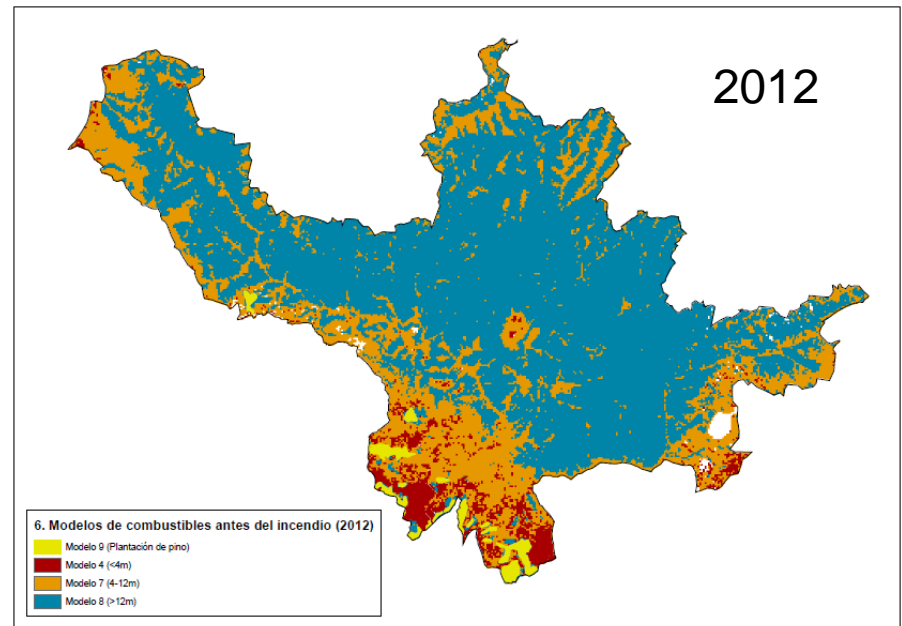 2012
6. Modelos de combustibles antes del incendio (2012)
Modelo 9 (Plantación de pino)
Modelo 4 (<4m)
Modelo 7 (4-12m)
Modelo 8 (>12m)